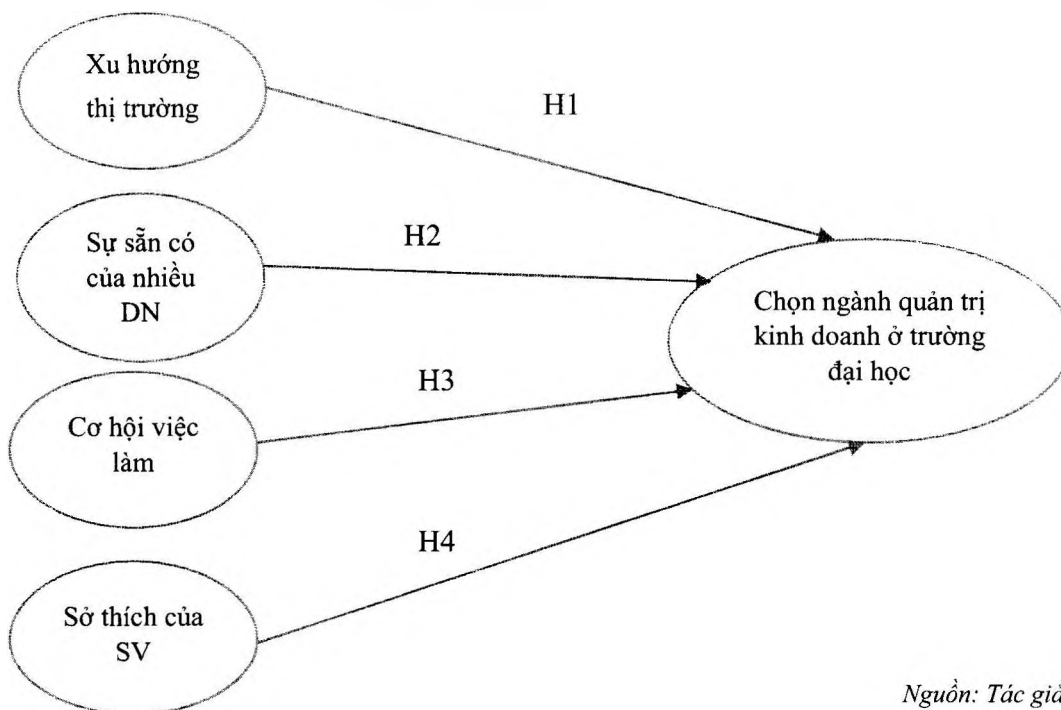 Xu hướng
thị trường
H1
Sự sẵn có
của nhiều
DN
H2
Cơ hội việc
làm
H3
Sở thích của
SV
H4
Chọn ngành quản trị
kinh doanh ở trường
đại học
Nguồn: Tác giả